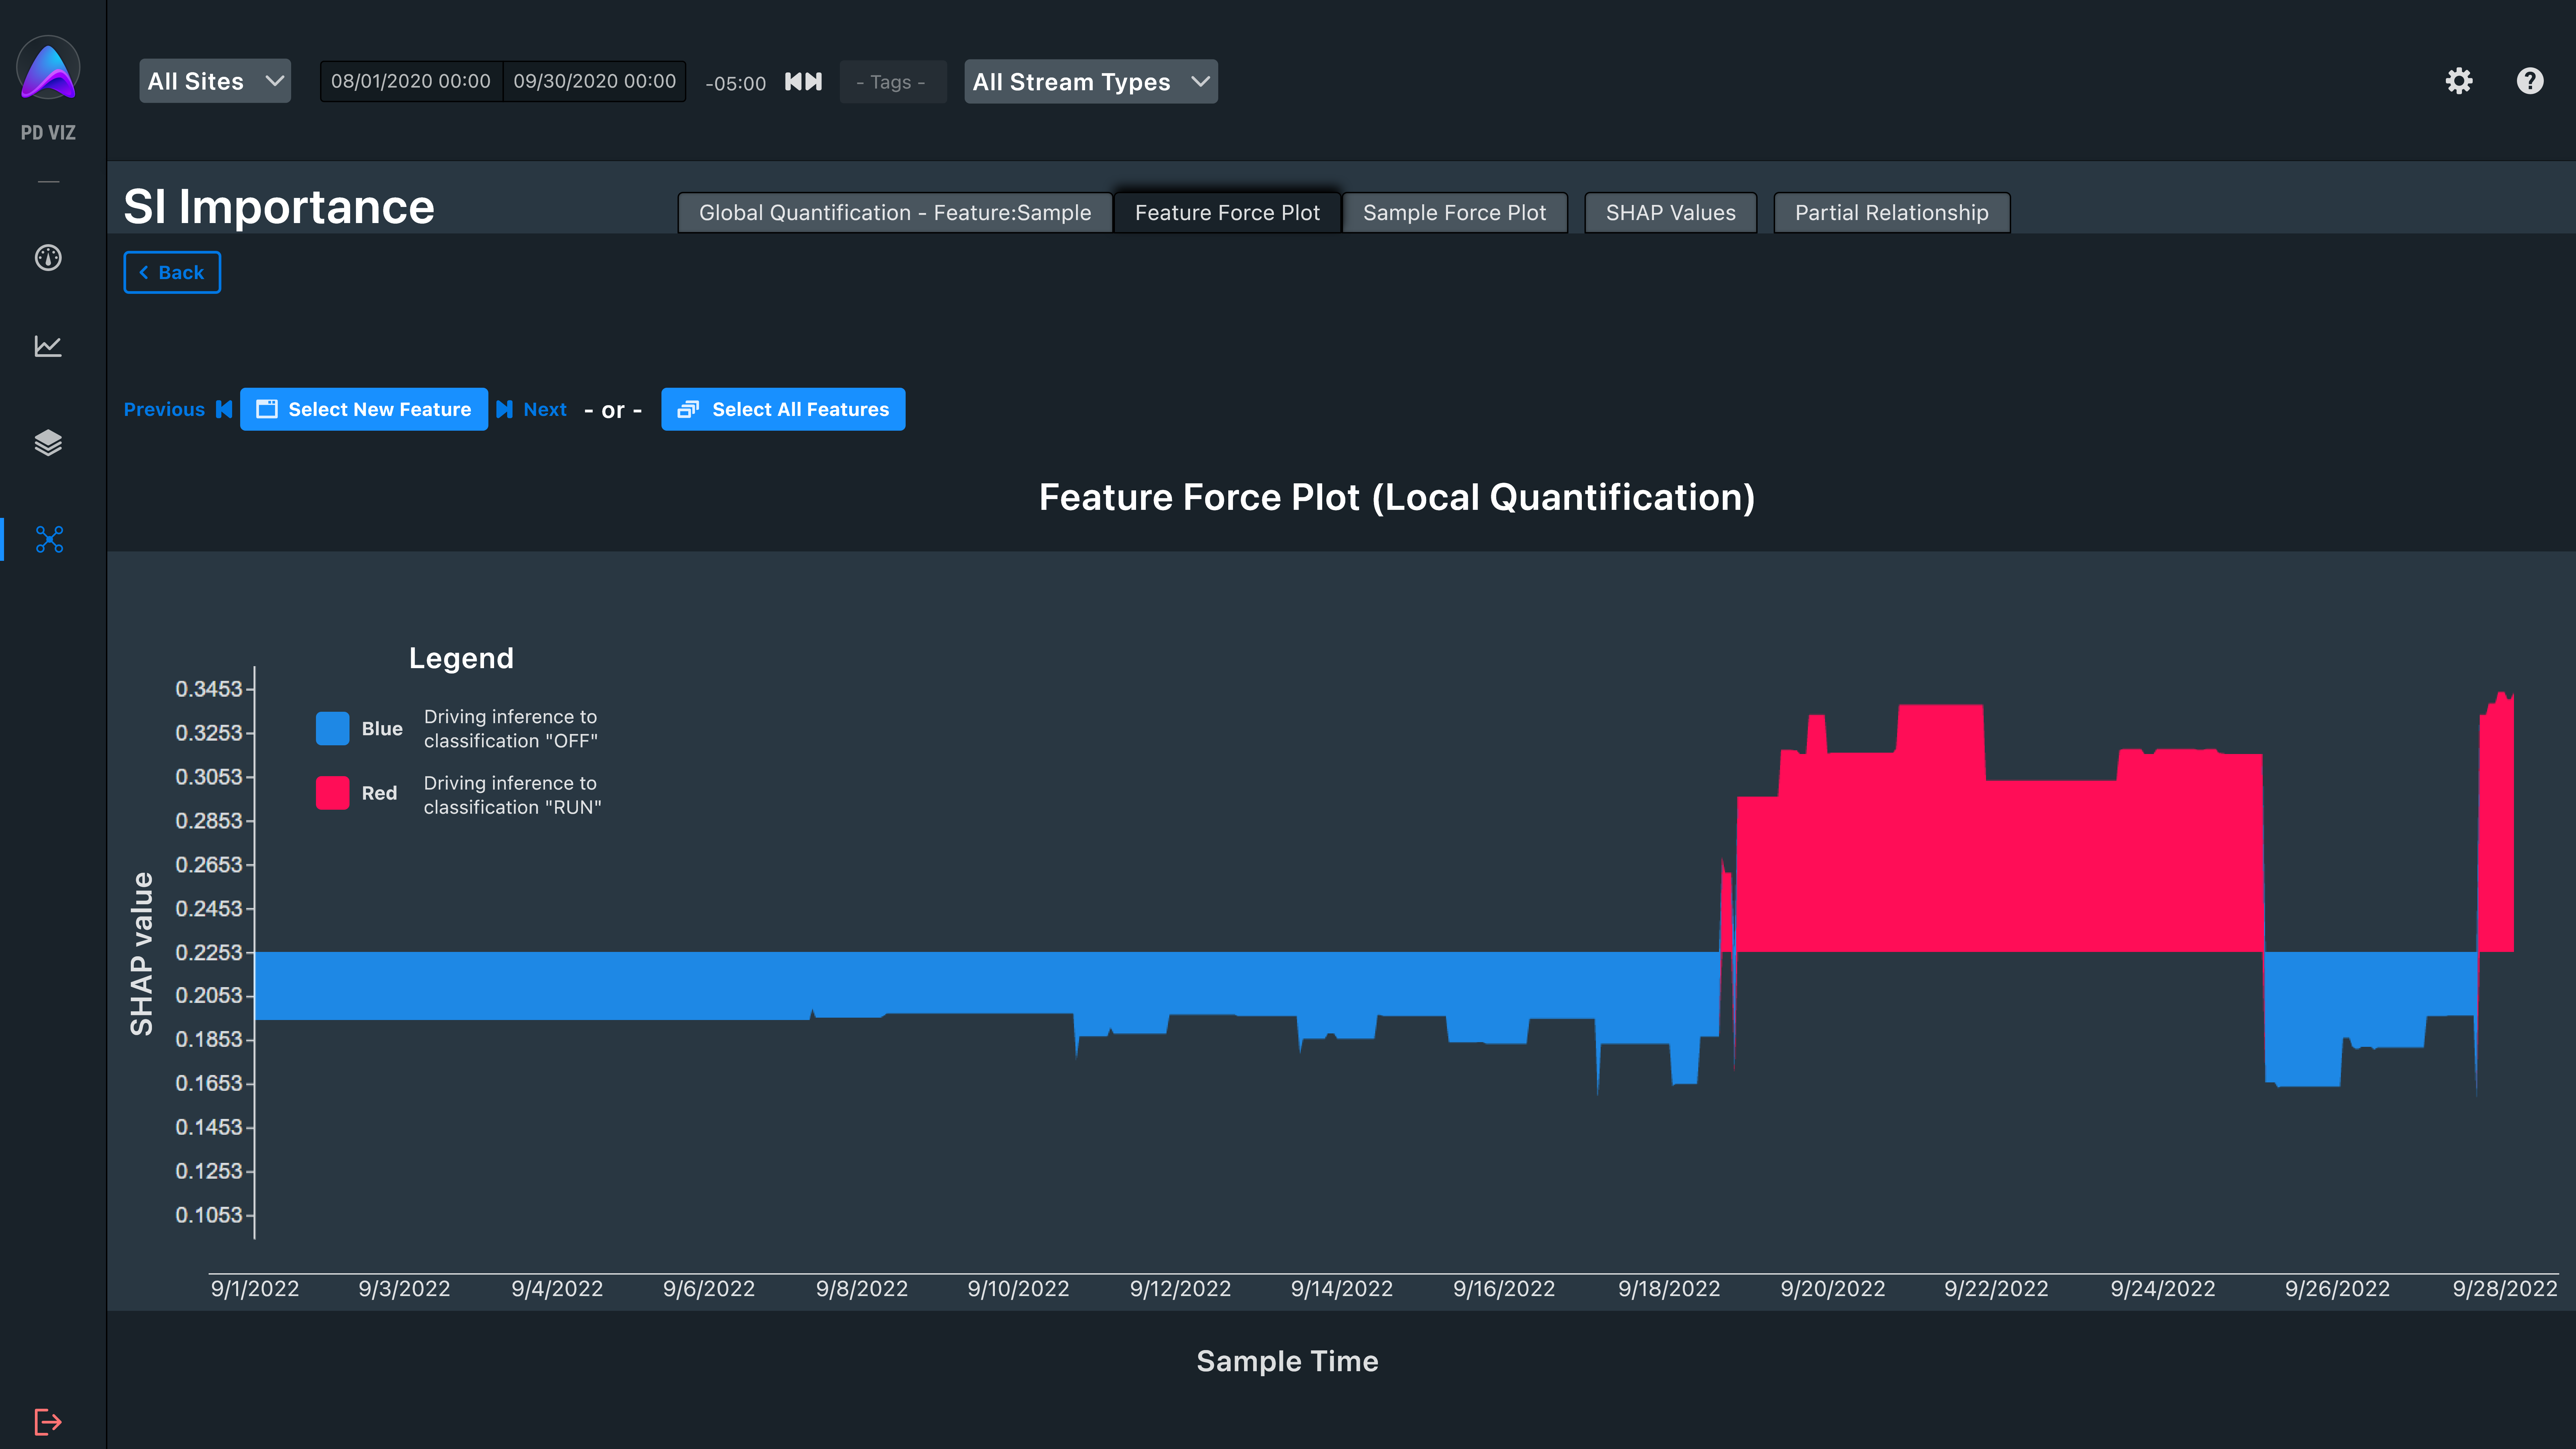 PD VIZ
All Sites
08/01/2020 00:00
09/30/2020 00:00
-05:00
- Tags -
All Stream Types
?
SI Importance
Global Quantification - Feature:Sample
Feature Force Plot
Sample Force Plot
SHAP Values
Partial Relationship
Back
Previous
Select New Feature
Next
- or -
Select All Features
Feature Force Plot (Local Quantification)
Legend
Blue
Driving inference to
classification "OFF"
Red
Driving inference to
classification "RUN"
SHAP value
0.3453
0.3253
0.3053
0.2853
0.2653
0.2453
0.2253
0.2053
0.1853
0.1653
0.1453
0.1253
0.1053
9/1/2022
9/3/2022
9/4/2022
9/6/2022
9/8/2022
9/10/2022
9/12/2022
9/14/2022
9/16/2022
9/18/2022
9/20/2022
9/22/2022
9/24/2022
9/26/2022
9/28/2022
Sample Time